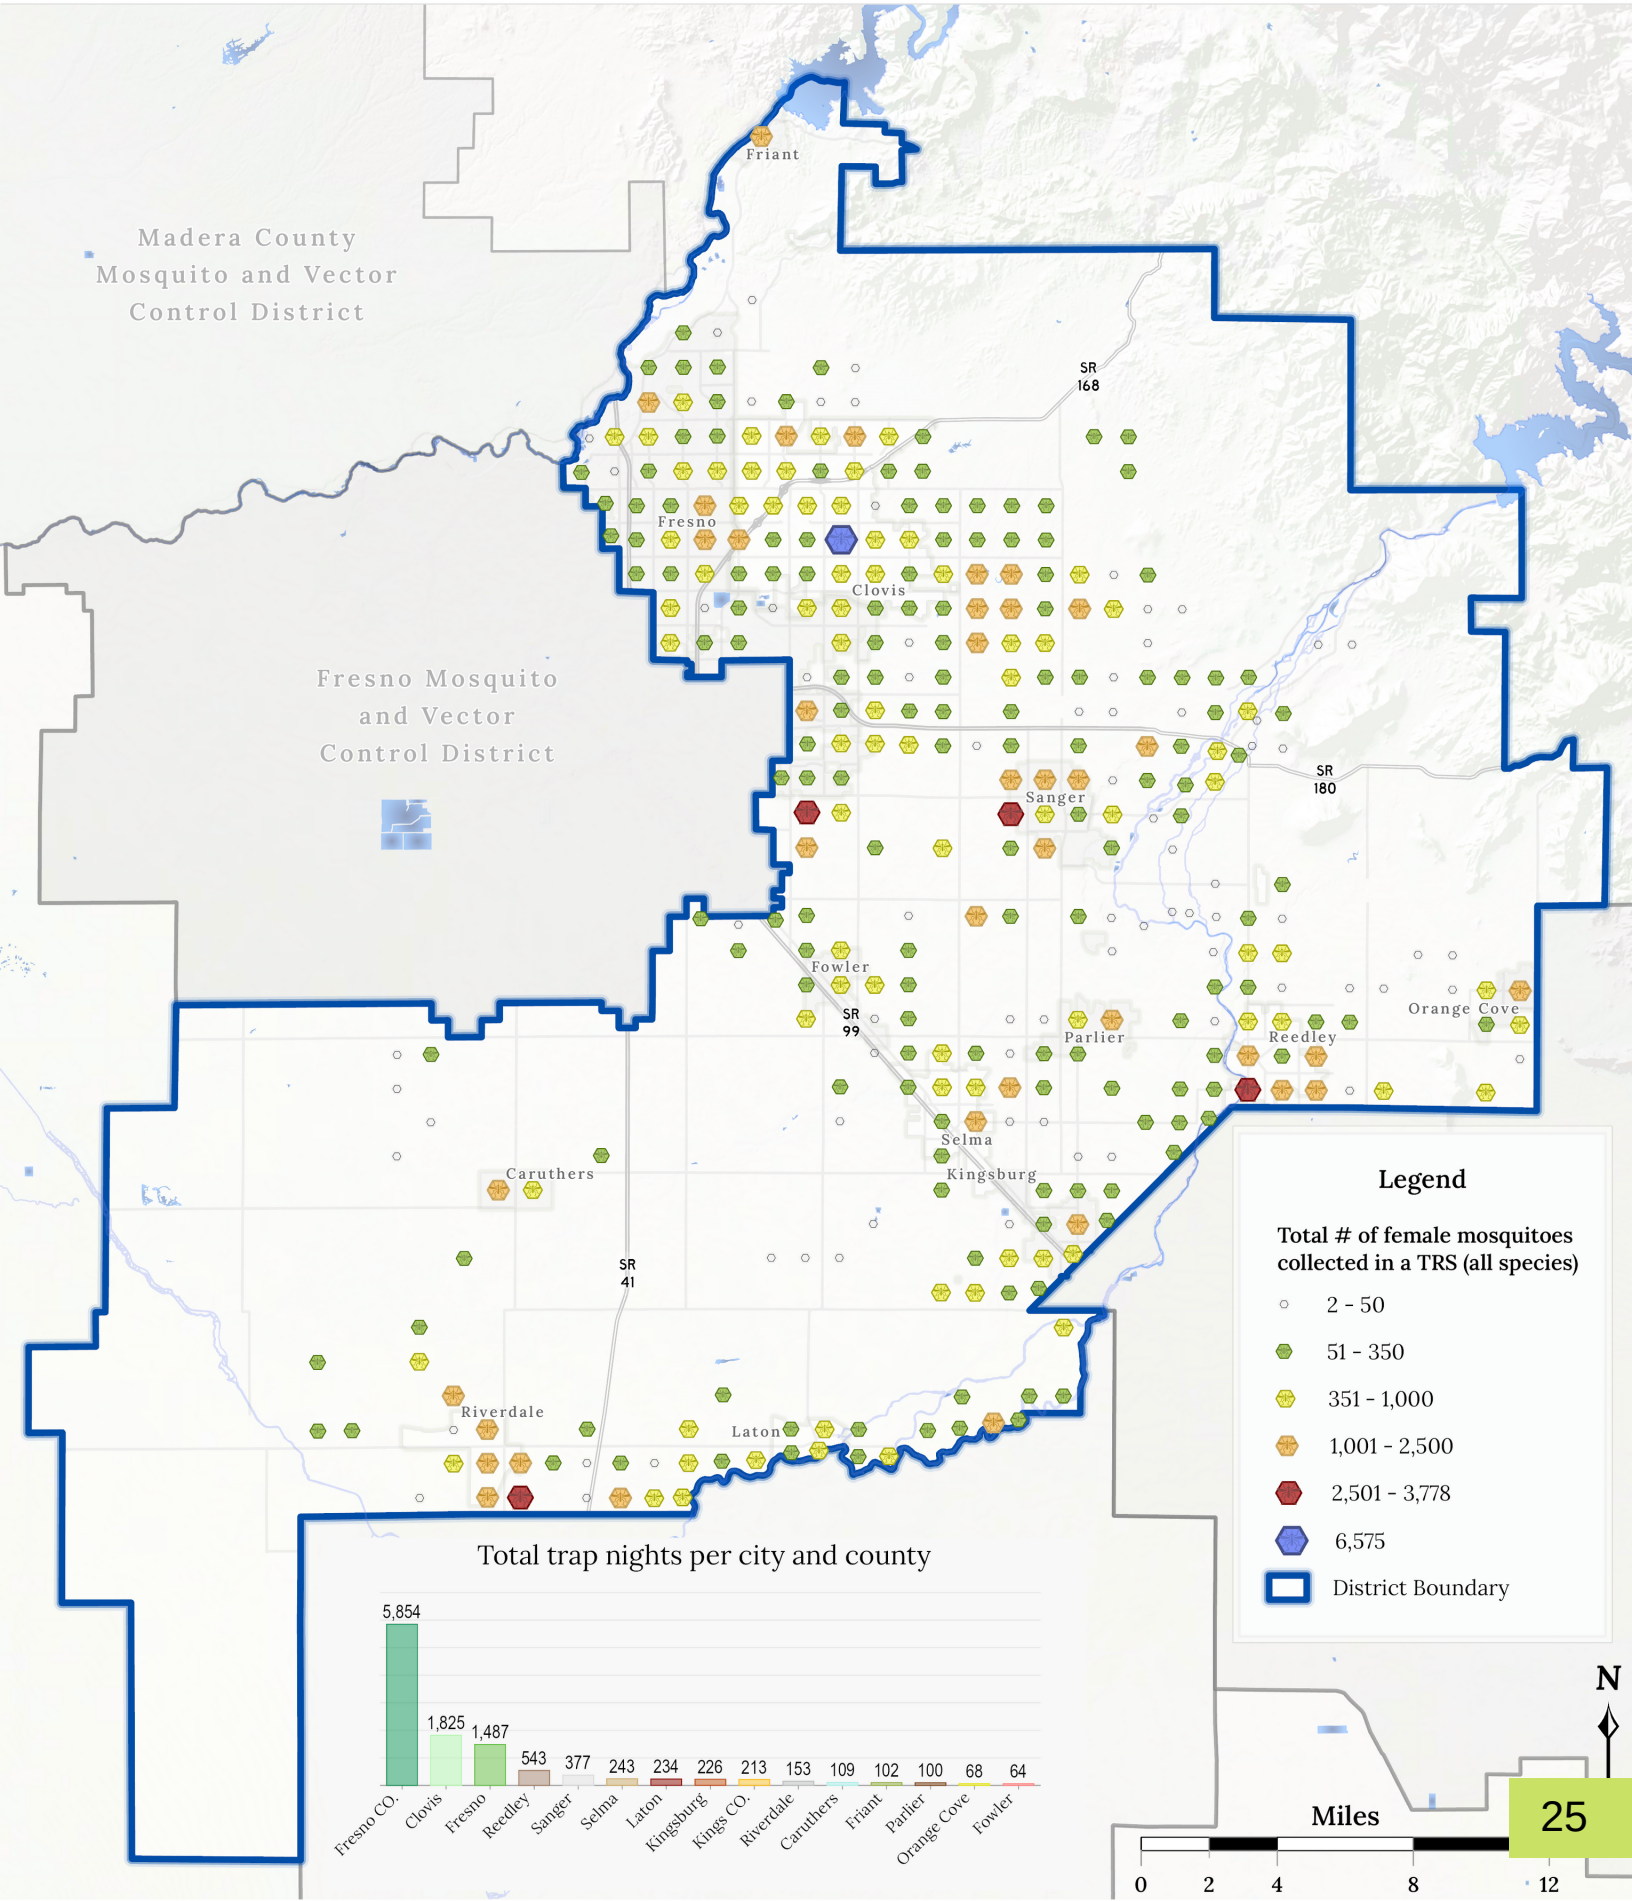 Friant
Madera County
Mosquito and Vector
Control District
SR
168
Fresno
Clovis
Fresno Mosquito
and Vector
Control District
SR
180
Sanger
Fowler
SR
99
Orange Cove
Parlier
Reedley
Selma
Kingsburg
Caruthers
SR
41
Riverdale
Laton
Legend
Total # of female mosquitoes
collected in a TRS (all species)
2 - 50
51 - 350
351 - 1,000
1,001 - 2,500
2,501 - 3,778
6,575
District Boundary
Total trap nights per city and county
5,854
1,825
1,487
543
377
243
234
226
213
153
109
102
100
68
64
Fresno CO.
Clovis
Fresno
Reedley
Sanger
Selma
Laton
Kingsburg
Kings CO.
Riverdale
Caruthers
Friant
Parlier
Orange Cove
Fowler
N
25
Miles
0 2 4 8 12